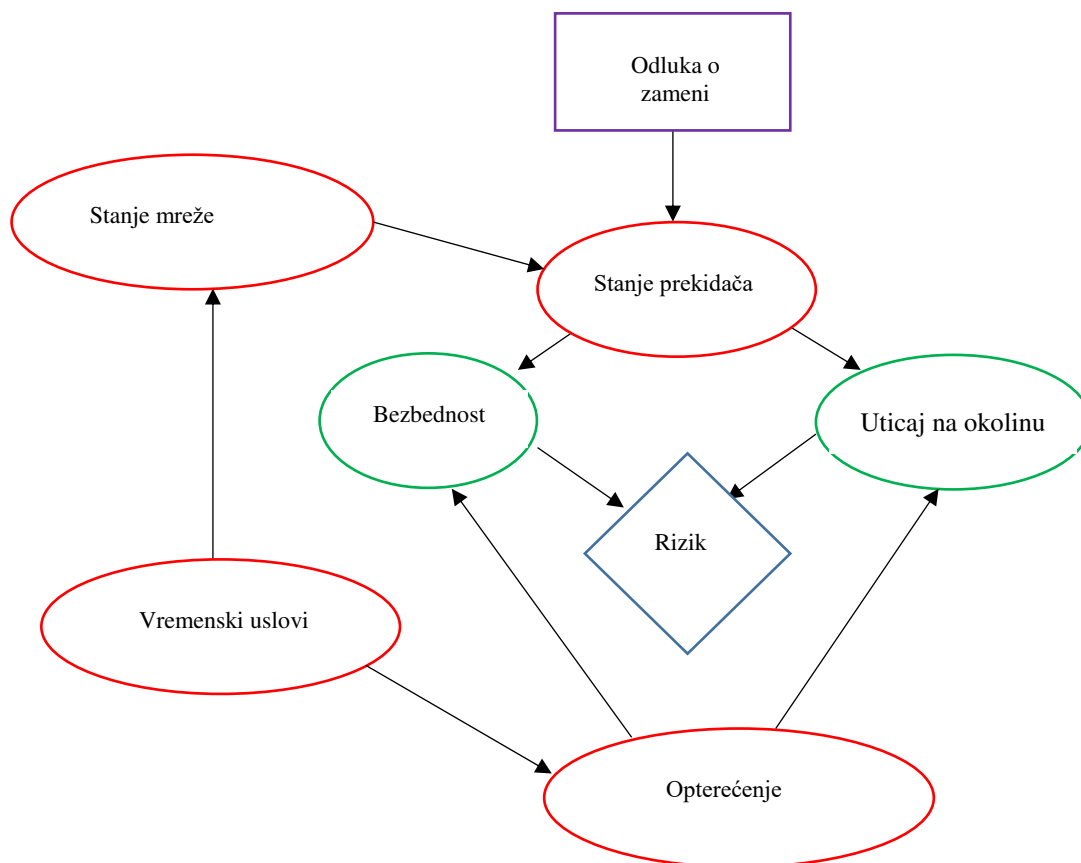 Odluka o
zameni
Stanje mreže
Stanje prekidača
Bezbednost
Uticaj na okolinu
Rizik
Vremenski uslovi
Opterećenje